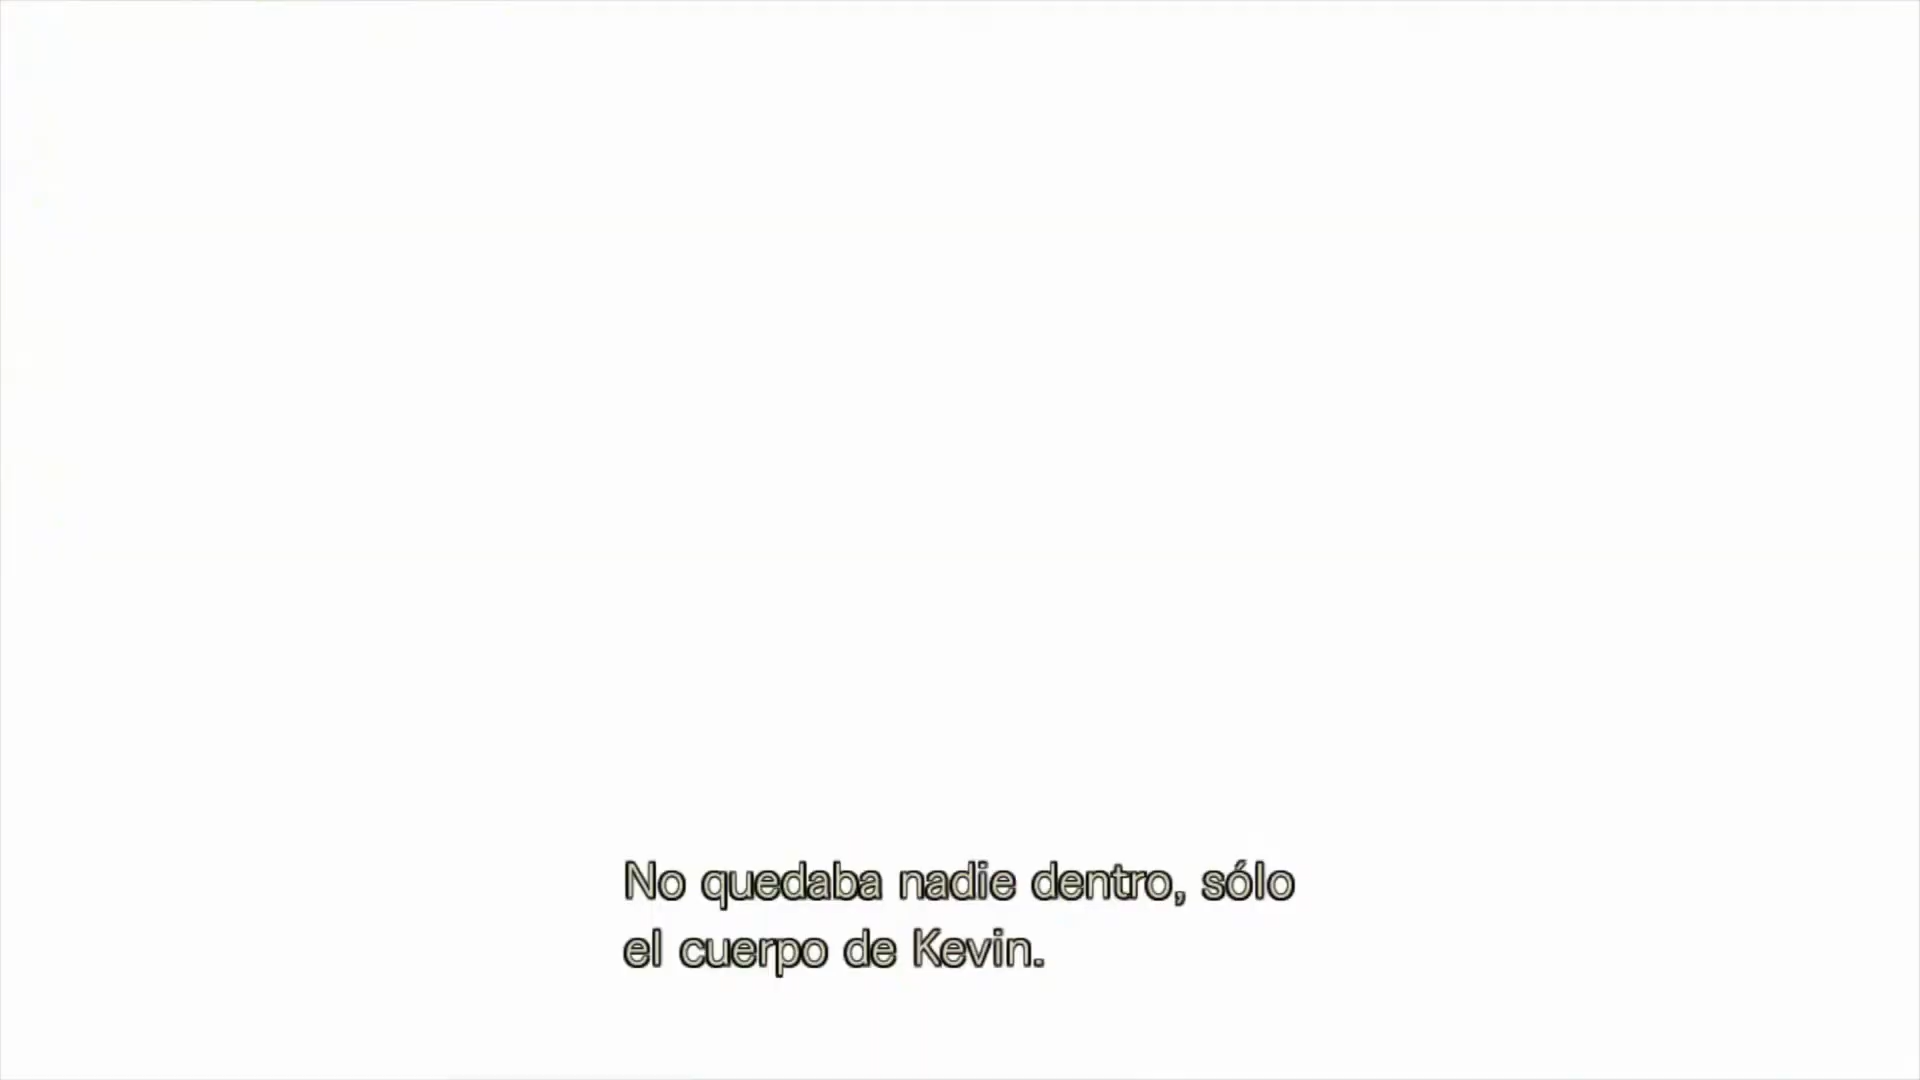 No quedaba nadie dentro, sólo
el cuerpo de Kevin.